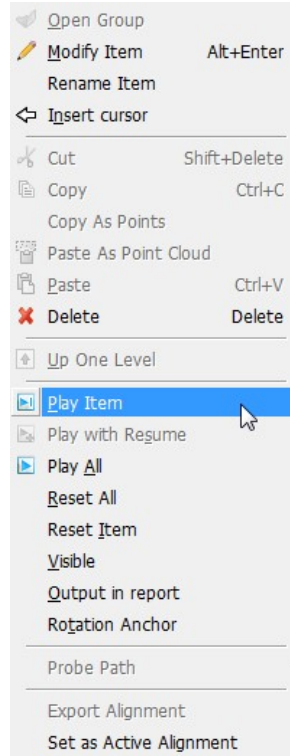 Open Group
Modify Item Alt+Enter
Rename Item
Insert cursor
Cut Shift+Delete
Copy Ctrl+C
Copy As Points
Paste As Point Cloud
Paste Ctrl+V
Delete Delete
Up One Level
Play Item
Play with Resume
Play All
Reset All
Reset Item
Visible
Output in report
Rotation Anchor
Probe Path
Export Alignment
Set as Active Alignment